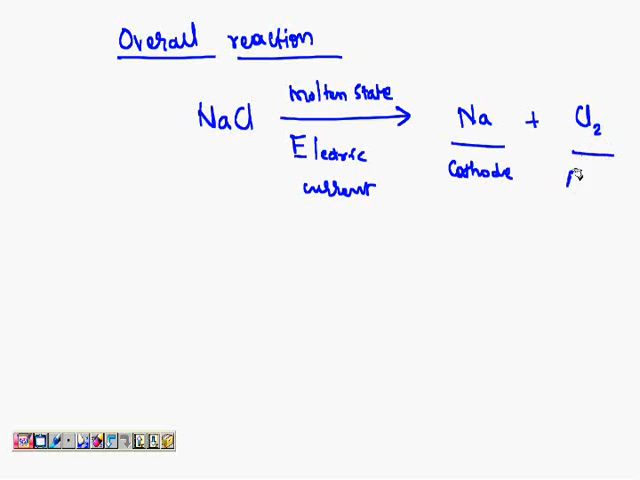 Overall reaction
NaCl molten state → Na + Cl₂
Electric Cathode
current